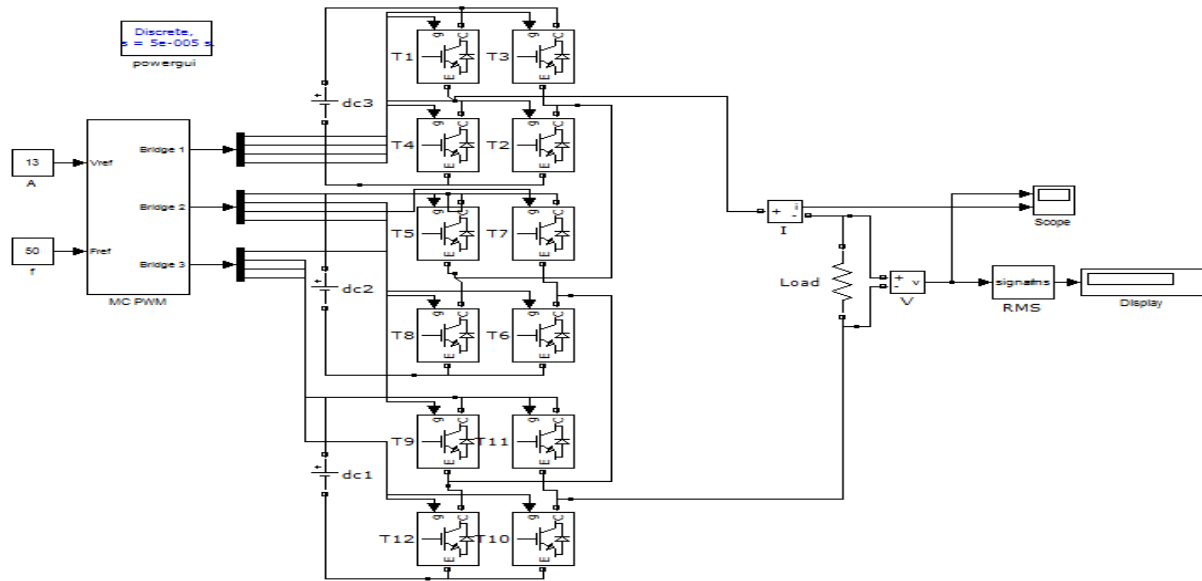 Discrete,
s = 5e-005 s.
powergui
13
A
50
f
Vref
Fref
Bridge 1
Bridge 2
Bridge 3
MC PWM
dc3
dc2
dc1
g C
T1
E
g C
T3
E
g C
T4
E
g C
T2
E
g C
T5
E
g C
T7
E
g C
T8
E
g C
T6
E
g C
T9
E
g C
T11
E
g C
T12
E
g C
T10
E
+ i
-
I
Load
+ v
-
V
Scope
RMS
Display